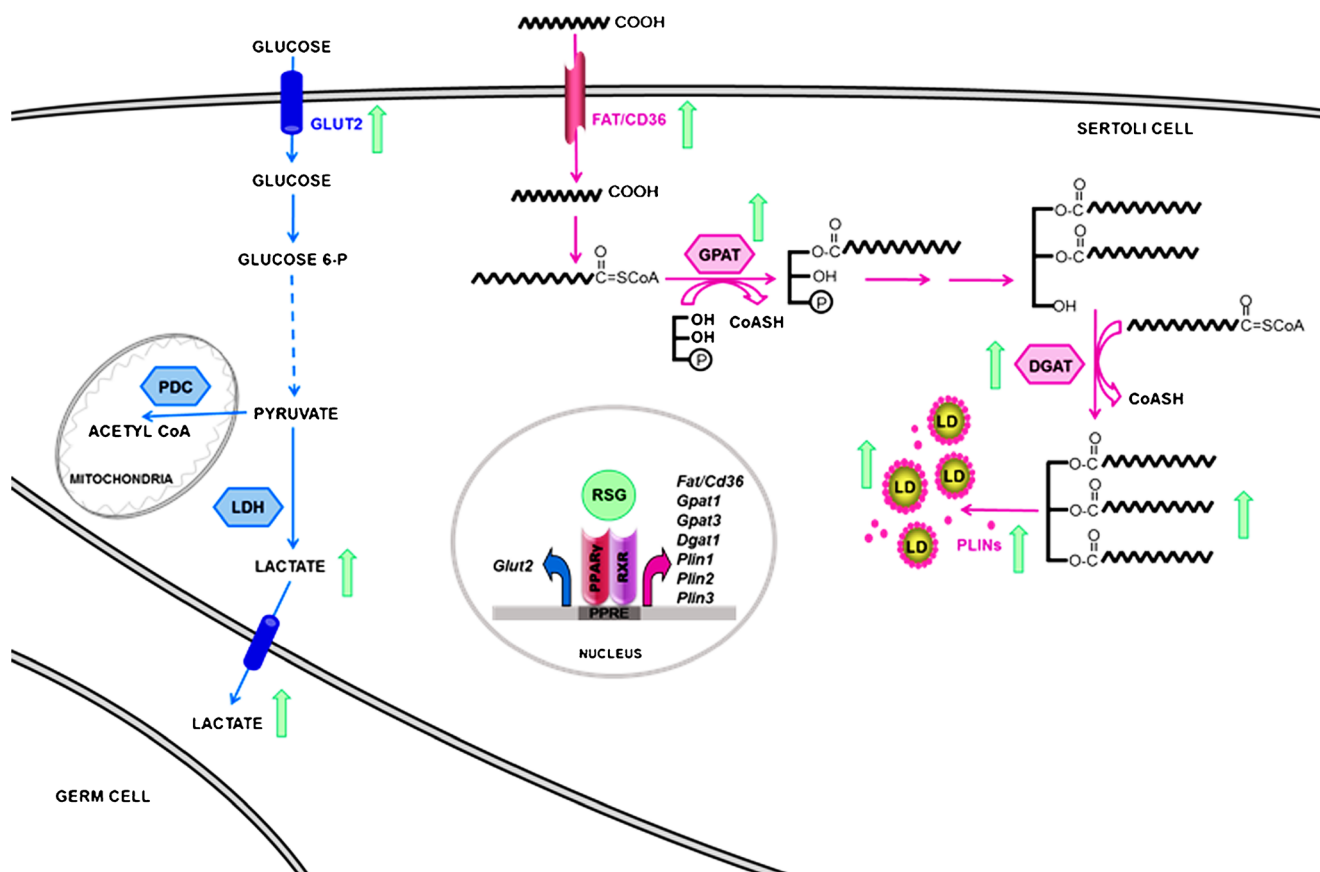 COOH
GLUCOSE
GLUT2
FAT/CD36
SERTOLI CELL
GLUCOSE
COOH
GLUCOSE 6-P
O
C=SCoA
GPAT
O
O-C
OH
P
CoASH
OH
OH
P
O
O-C
O
O-C
OH
O
C=SCoA
DGAT
CoASH
PDC
PYRUVATE
ACETYL CoA
MITOCHONDRIA
LDH
LACTATE
LACTATE
GERM CELL
RSG
PPARγ
RXR
PPRE
Glut2
Fat/Cd36
Gpat1
Gpat3
Dgat1
Plin1
Plin2
Plin3
NUCLEUS
LD
LD
LD
LD
PLINs
O
O-C
O
O-C
O
O-C